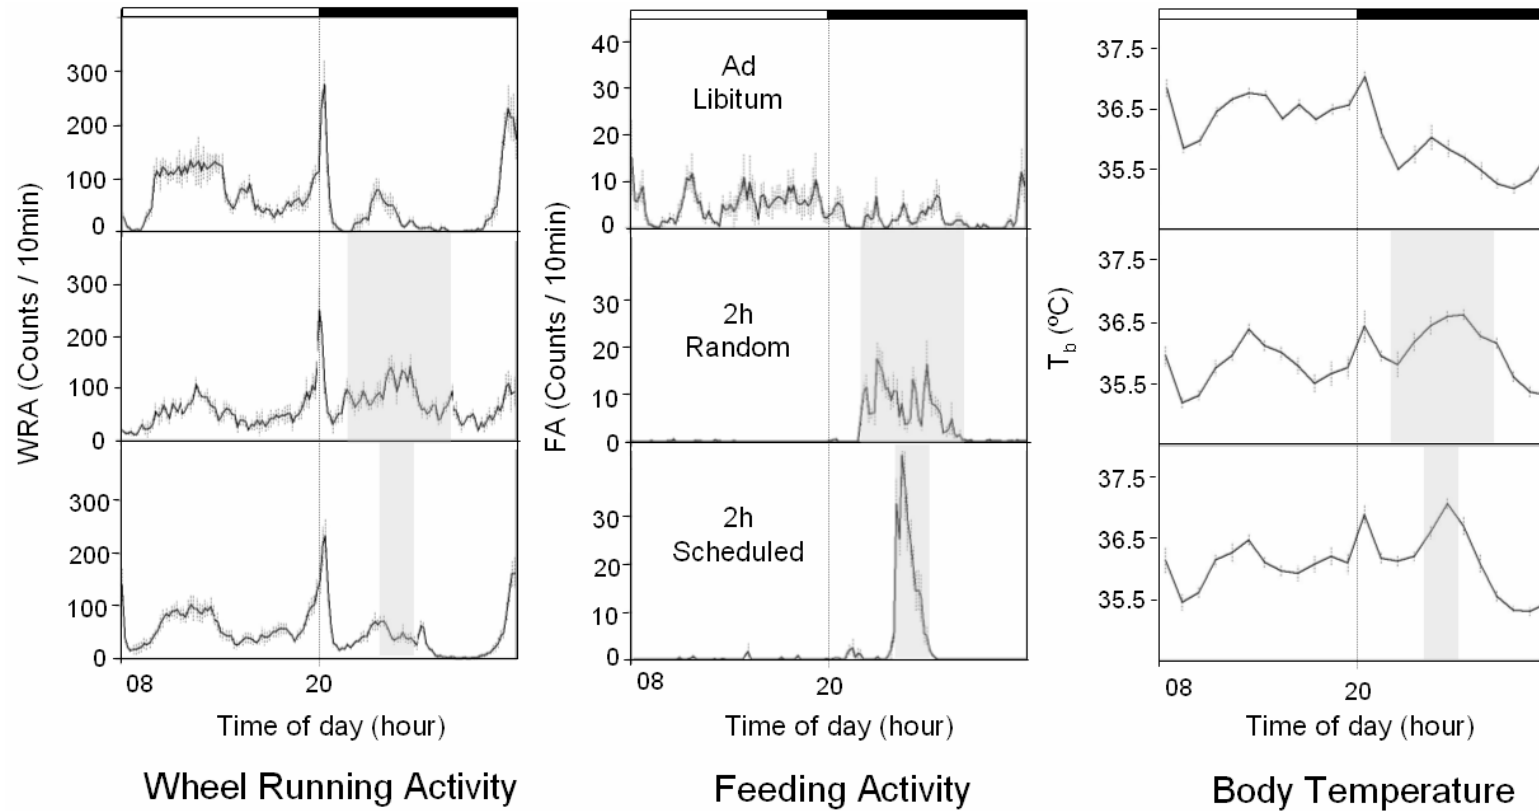 WRA (Counts / 10min)
300
200
100
0
300
200
100
0
300
200
100
0
08
20
Time of day (hour)
Wheel Running Activity
FA (Counts / 10min)
40
30
20
10
0
30
20
10
0
30
20
10
0
Ad
Libitum
2h
Random
2h
Scheduled
08
20
Time of day (hour)
Feeding Activity
Tb (ºC)
37.5
36.5
35.5
37.5
36.5
35.5
37.5
36.5
35.5
08
20
Time of day (hour)
Body Temperature